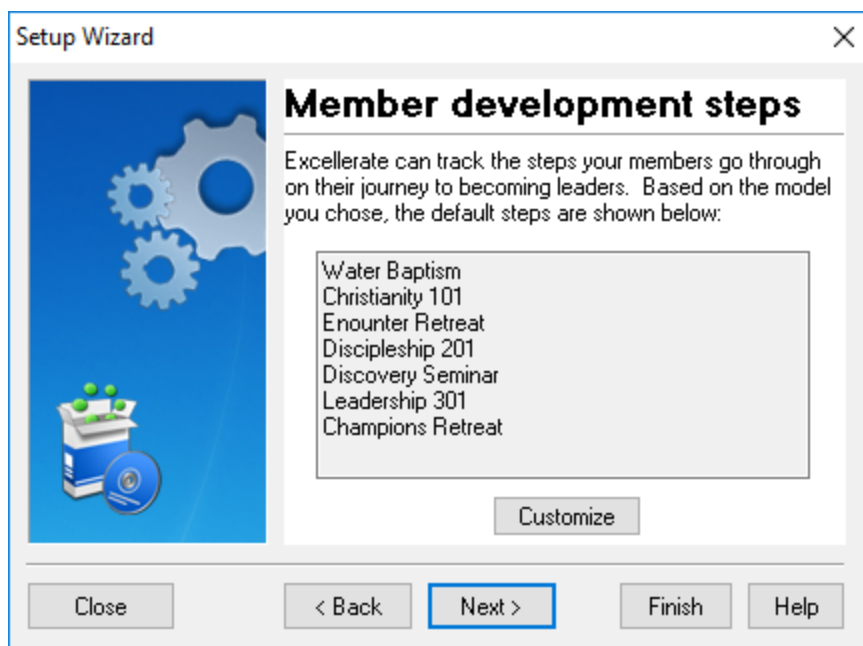 Setup Wizard
Member development steps
Excellerate can track the steps your members go through
on their journey to becoming leaders. Based on the model
you chose, the default steps are shown below:
Water Baptism
Christianity 101
Enounter Retreat
Discipleship 201
Discovery Seminar
Leadership 301
Champions Retreat
Customize
Close
< Back
Next >
Finish
Help